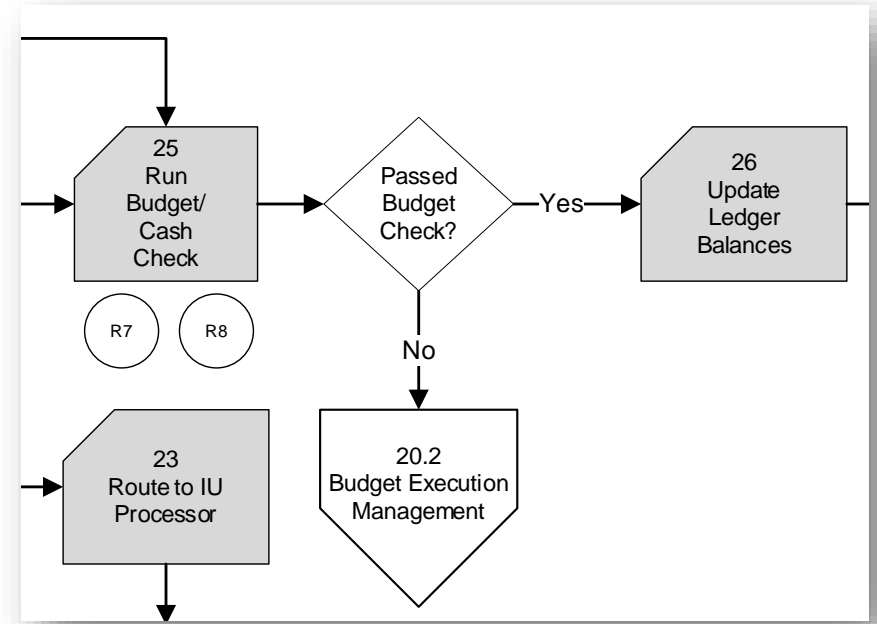 25
Run
Budget/
Cash
Check
Passed
Budget
Check?
Yes
26
Update
Ledger
Balances
R7
R8
No
23
Route to IU
Processor
20.2
Budget Execution
Management